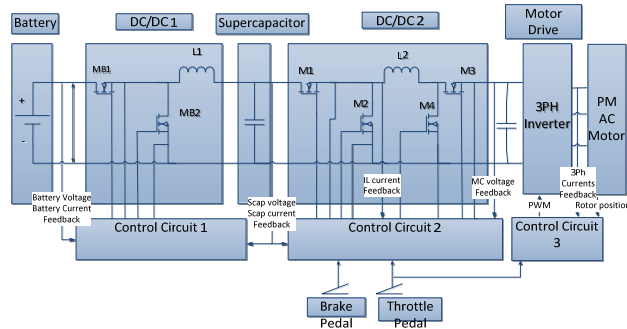 Battery
DC/DC 1
Supercapacitor
DC/DC 2
Motor
Drive
L1
L2
MB1
M1
M3
MB2
M2
M4
+
-
3PH
Inverter
PM
AC
Motor
Battery Voltage
Battery Current
Feedback
Scap voltage
Scap current
Feedback
IL current
Feedback
MC voltage
Feedback
3Ph
Currents
Feedback
PWM
Rotor position
Control Circuit 1
Control Circuit 2
Control Circuit
3
Brake
Pedal
Throttle
Pedal